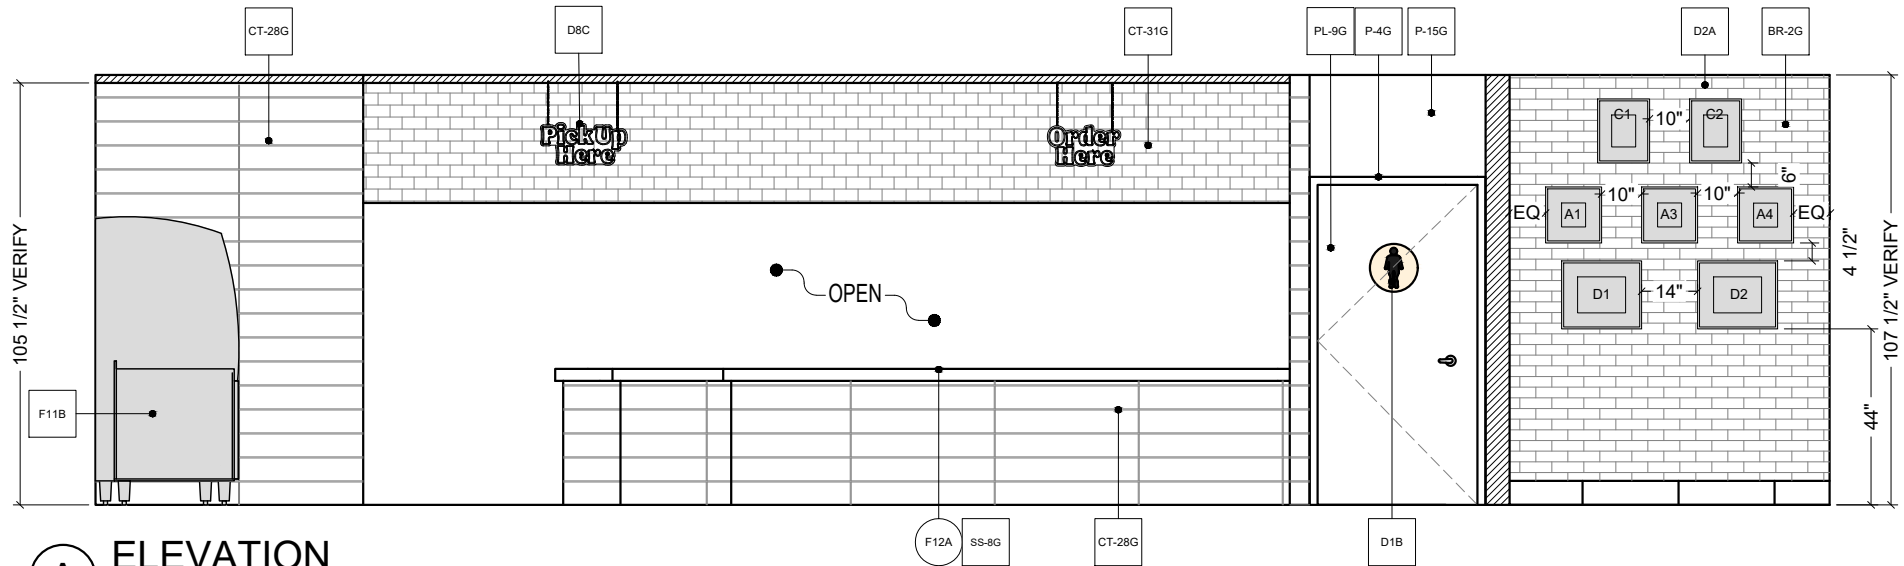 CT-28G
D8C
CT-31G
PL-9G
P-4G
P-15G
D2A
BR-2G
PickUp
Here
Order
Here
C1
10"
C2
6"
10"
10"
EQ
A1
A3
A4
EQ
4 1/2"
105 1/2" VERIFY
107 1/2" VERIFY
OPEN
D1
14"
D2
44"
F11B
F12A
SS-8G
CT-28G
D1B
ELEVATION